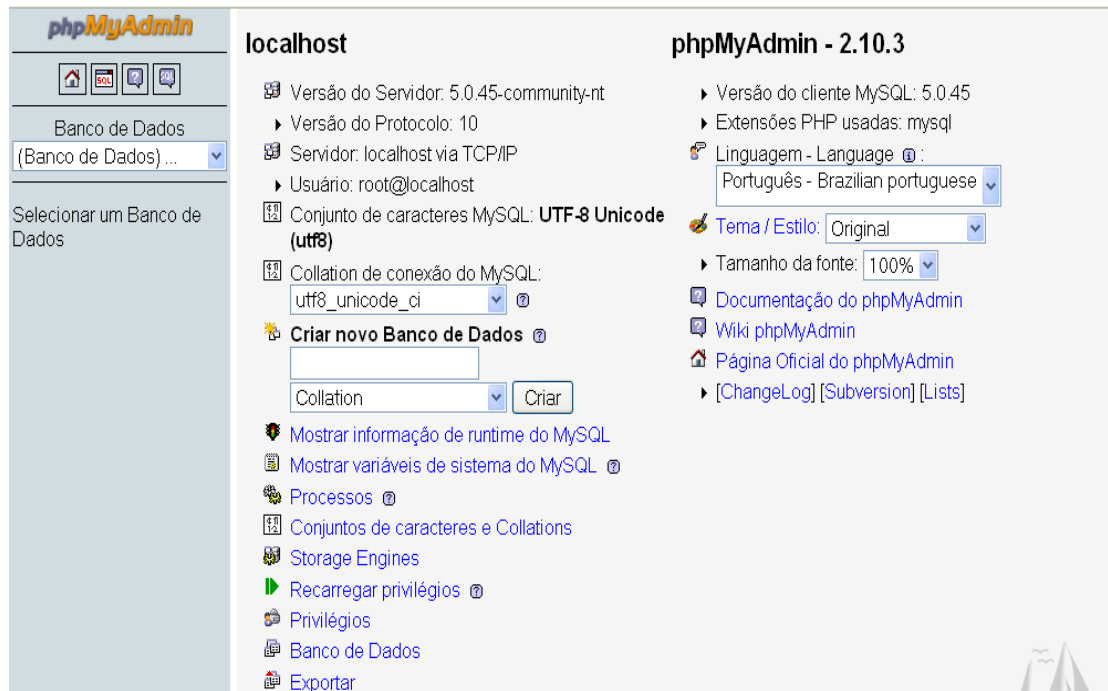 phpMyAdmin
SQL
SQL
Banco de Dados
(Banco de Dados) ...
Selecionar um Banco de
Dados
localhost
Versão do Servidor: 5.0.45-community-nt
Versão do Protocolo: 10
Servidor: localhost via TCP/IP
Usuário: root@localhost
Conjunto de caracteres MySQL: UTF-8 Unicode
(utf8)
Collation de conexão do MySQL:
utf8_unicode_ci
Criar novo Banco de Dados
Collation
Criar
Mostrar informação de runtime do MySQL
Mostrar variáveis de sistema do MySQL
Processos
Conjuntos de caracteres e Collations
Storage Engines
Recarregar privilégios
Privilégios
Banco de Dados
Exportar
phpMyAdmin - 2.10.3
Versão do cliente MySQL: 5.0.45
Extensões PHP usadas: mysql
Linguagem - Language :
Português - Brazilian portuguese
Tema / Estilo: Original
Tamanho da fonte: 100%
Documentação do phpMyAdmin
Wiki phpMyAdmin
Página Oficial do phpMyAdmin
[ChangeLog] [Subversion] [Lists]